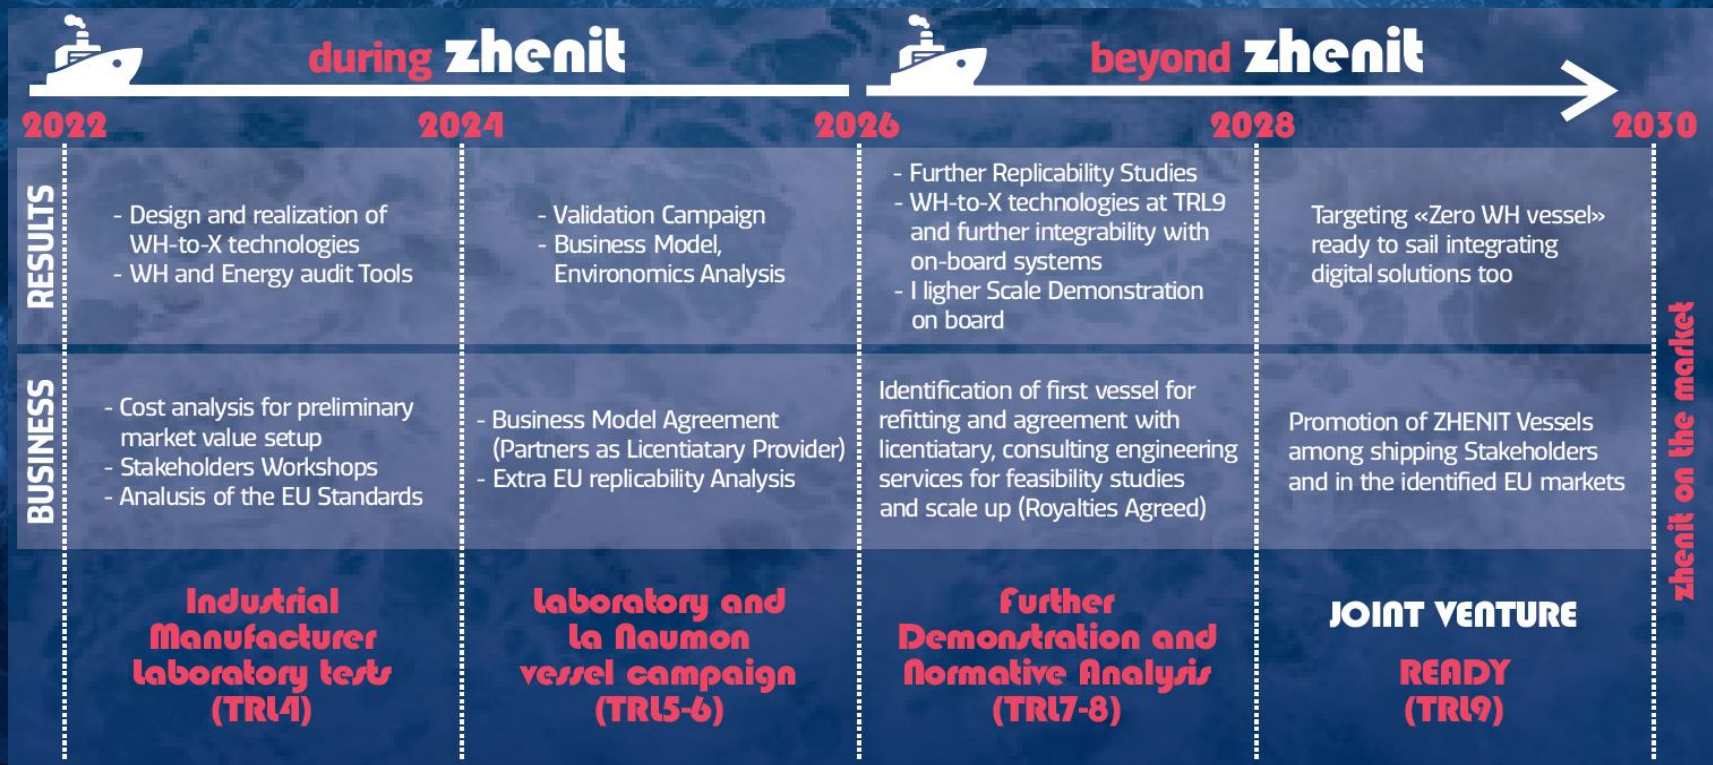 during zhenit
beyond zhenit
2022
2024
2026
2028
2030
RESULTS
- Design and realization of
WH-to-X technologies
- WH and Energy audit Tools
- Validation Campaign
- Business Model,
Environomics Analysis
- Further Replicability Studies
- WH-to-X technologies at TRL9
and further integrability with
on-board systems
- I ligher Scale Demonstration
on board
Targeting «Zero WH vessel»
ready to sail integrating
digital solutions too
BUSINESS
- Cost analysis for preliminary
market value setup
- Stakeholders Workshops
- Analusis of the EU Standards
- Business Model Agreement
(Partners as Licentiatary Provider)
- Extra EU replicability Analysis
Identification of first vessel for
refitting and agreement with
licentiatary, consulting engineering
services for feasibility studies
and scale up (Royalties Agreed)
Promotion of ZHENIT Vessels
among shipping Stakeholders
and in the identified EU markets
zhenit on the market
Industrial
Manufacturer
Laboratory tests
(TRL4)
Laboratory and
La Naumon
vessel campaign
(TRL5-6)
Further
Demonstration and
Normative Analysis
(TRL7-8)
JOINT VENTURE
READY
(TRL9)